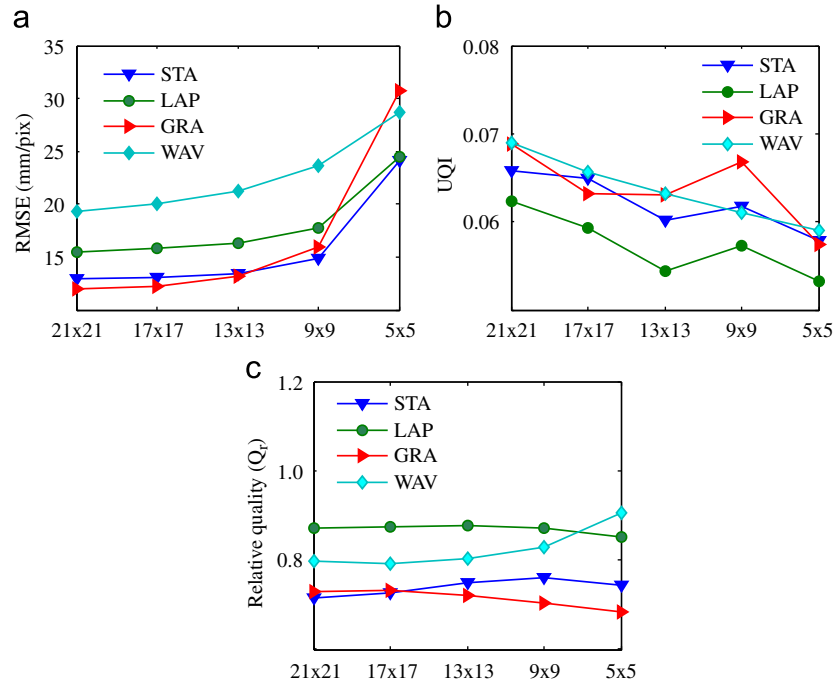 a
RMSE (mm/pix)
35
30
25
20
15
STA
LAP
GRA
WAV
21x21 17x17 13x13 9x9 5x5
b
UQI
0.08
0.07
0.06
STA
LAP
GRA
WAV
21x21 17x17 13x13 9x9 5x5
c
Relative quality (Qr)
1.2
1.0
0.8
STA
LAP
GRA
WAV
21x21 17x17 13x13 9x9 5x5